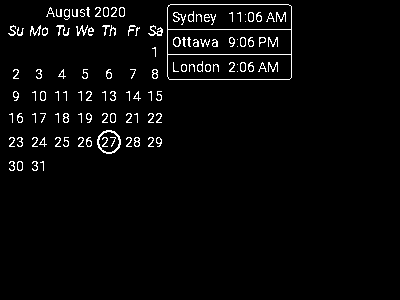 August 2020
Su Mo Tu We Th Fr Sa
1
2 3 4 5 6 7 8
9 10 11 12 13 14 15
16 17 18 19 20 21 22
23 24 25 26 27 28 29
30 31
Sydney 11:06 AM
Ottawa 9:06 PM
London 2:06 AM